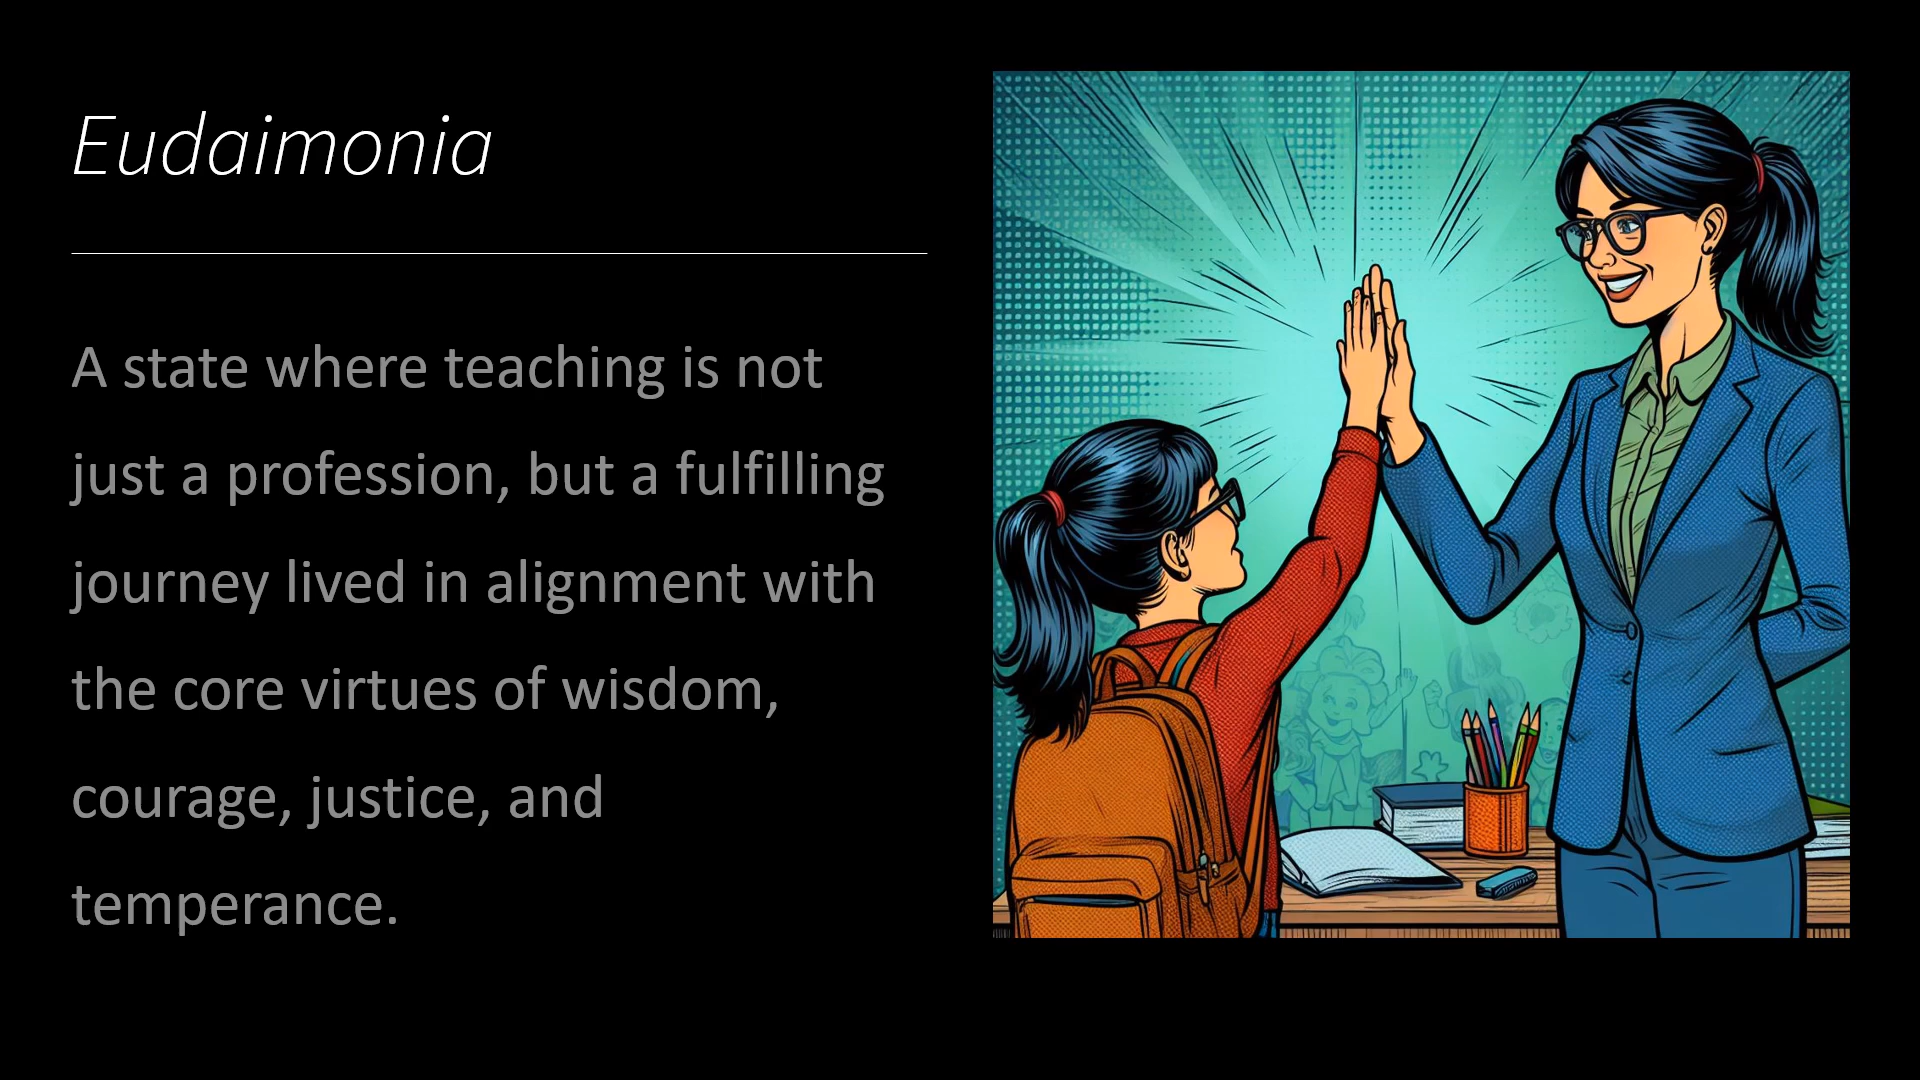 Eudaimonia
A state where teaching is not
just a profession, but a fulfilling
journey lived in alignment with
the core virtues of wisdom,
courage, justice, and
temperance.